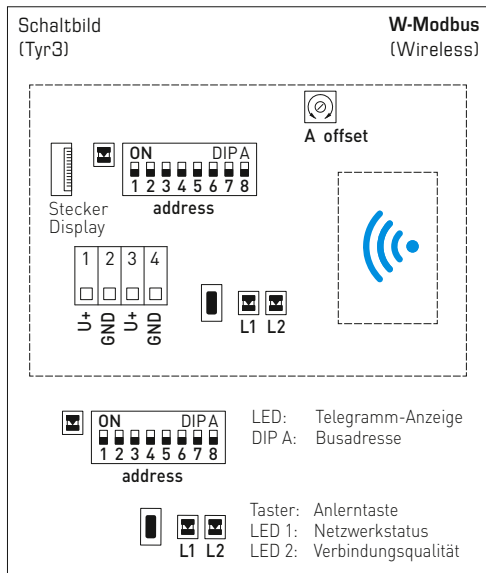 Schaltbild
(Tyr3)
W-Modbus
(Wireless)
A offset
ON DIP A
1 2 3 4 5 6 7 8
address
Stecker
Display
1 2 3 4
U+ GND U+ GND
L1 L2
ON DIP A
1 2 3 4 5 6 7 8
address
LED: Telegramm-Anzeige
DIP A: Busadresse
L1 L2
Taster: Anlerntaste
LED 1: Netzwerkstatus
LED 2: Verbindungsqualität